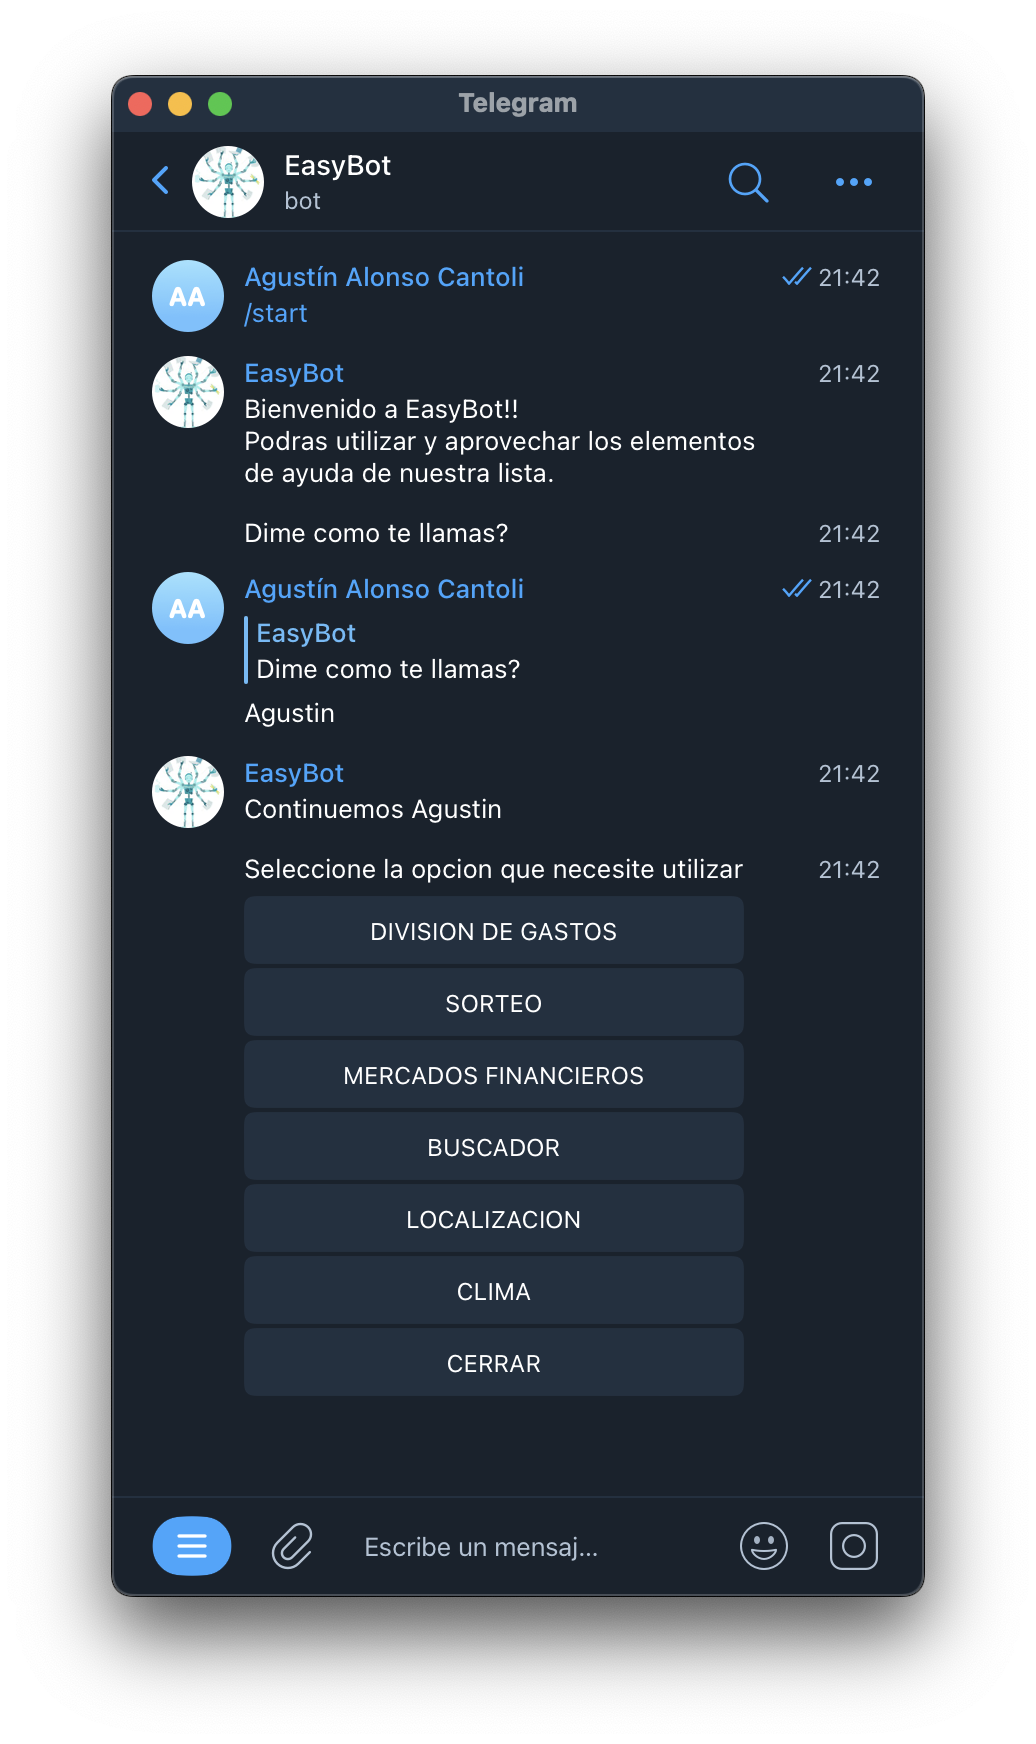 Telegram
EasyBot
bot
AA
Agustín Alonso Cantoli
21:42
/start
EasyBot
21:42
Bienvenido a EasyBot!!
Podras utilizar y aprovechar los elementos
de ayuda de nuestra lista.
Dime como te llamas?
21:42
AA
Agustín Alonso Cantoli
21:42
EasyBot
Dime como te llamas?
Agustin
EasyBot
21:42
Continuemos Agustin
Seleccione la opcion que necesite utilizar
21:42
DIVISION DE GASTOS
SORTEO
MERCADOS FINANCIEROS
BUSCADOR
LOCALIZACION
CLIMA
CERRAR
Escribe un mensaj...